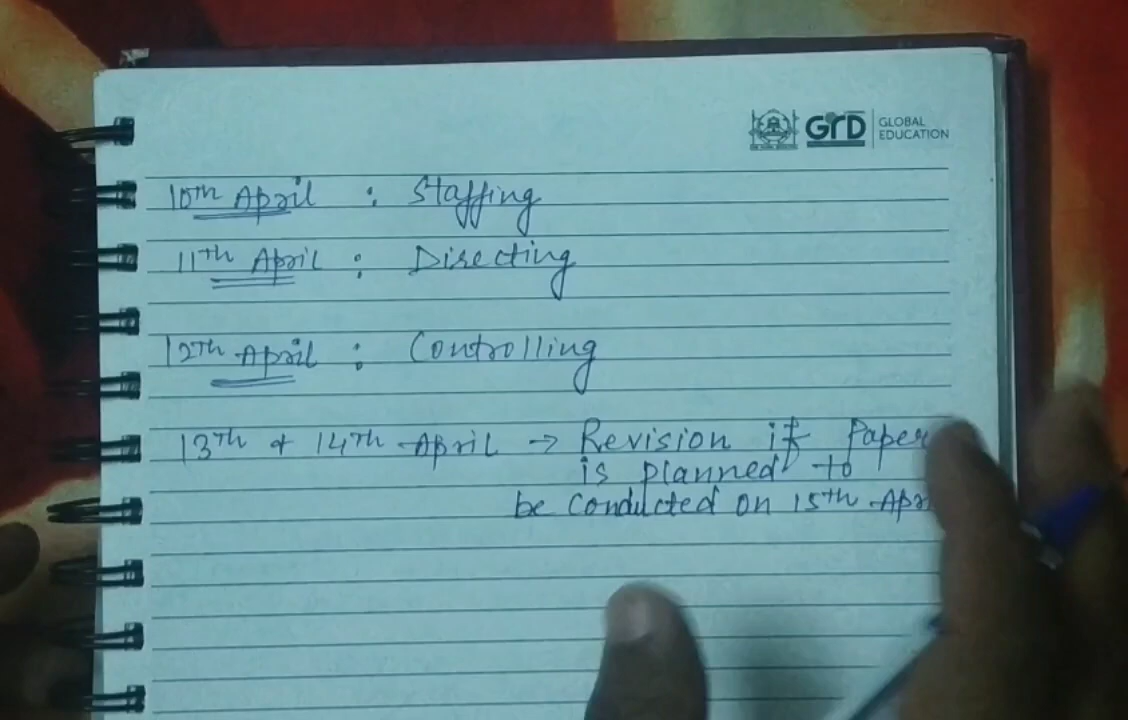 GrD GLOBAL
EDUCATION
10th April : Staffing
11th April : Directing
12th April : Controlling
13th & 14th April → Revision if Paper
is planned to
be conducted on 15th